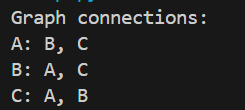 Graph connections:
A: B, C
B: A, C
C: A, B